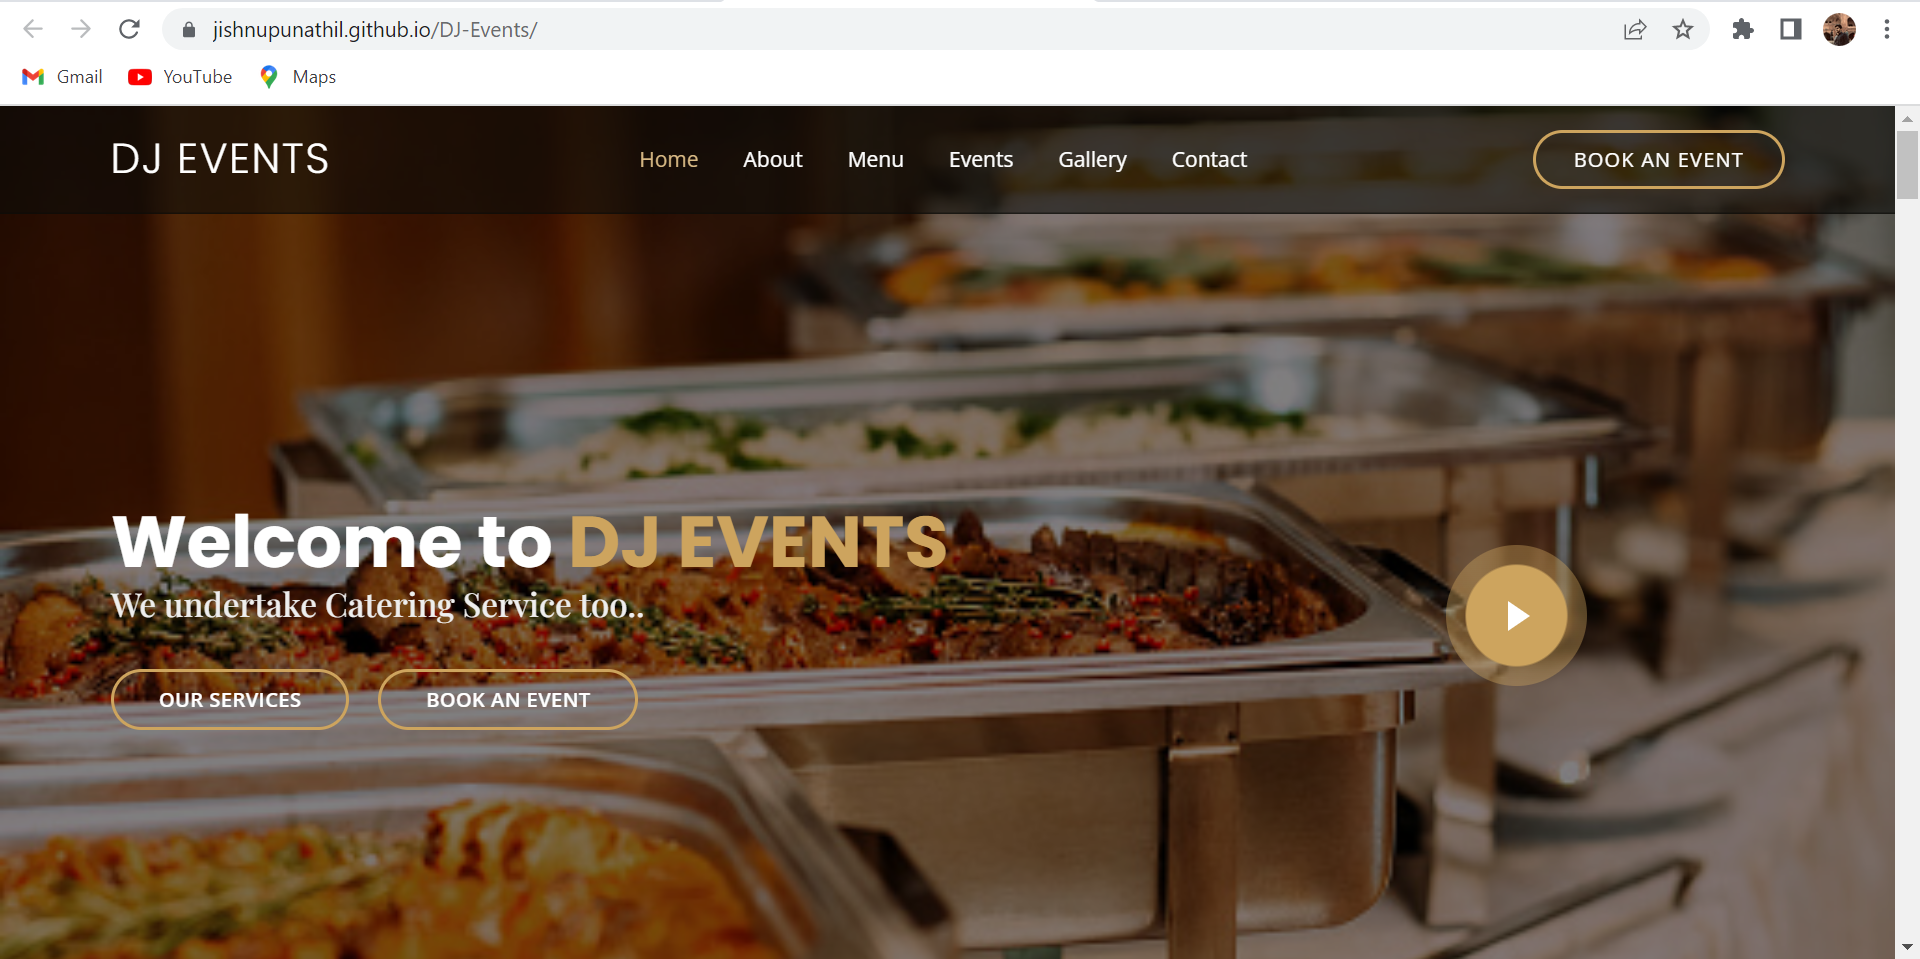 jishnupunathil.github.io/DJ-Events/
Gmail YouTube Maps
DJ EVENTS Home About Menu Events Gallery Contact BOOK AN EVENT
Welcome to DJ EVENTS
We undertake Catering Service too..
OUR SERVICES BOOK AN EVENT